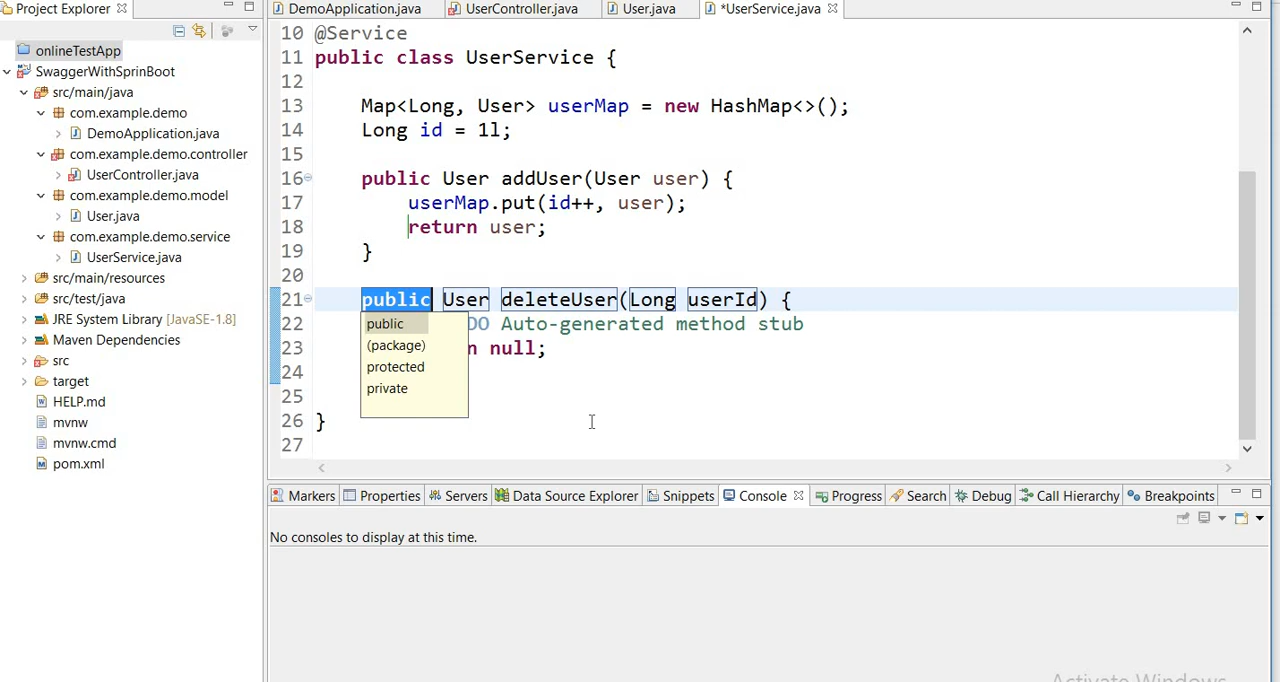 Project Explorer
onlineTestApp
SwaggerWithSprinBoot
src/main/java
com.example.demo
DemoApplication.java
com.example.demo.controller
UserController.java
com.example.demo.model
User.java
com.example.demo.service
UserService.java
src/main/resources
src/test/java
JRE System Library [JavaSE-1.8]
Maven Dependencies
src
target
HELP.md
mvnw
mvnw.cmd
pom.xml
DemoApplication.java UserController.java User.java *UserService.java
10 @Service
11 public class UserService {
12
13 Map<Long, User> userMap = new HashMap<>();
14 Long id = 1l;
15
16 public User addUser(User user) {
17 userMap.put(id++, user);
18 return user;
19 }
20
21 public User deleteUser(Long userId) {
22 DO Auto-generated method stub
23 n null;
24
25
26 }
27
public
(package)
protected
private
Marke Properties Servers Data Source Explorer Snippets Console Progress Search Debug Call Hierarchy Breakpoints
No consoles to display at this time.
Activate Windows